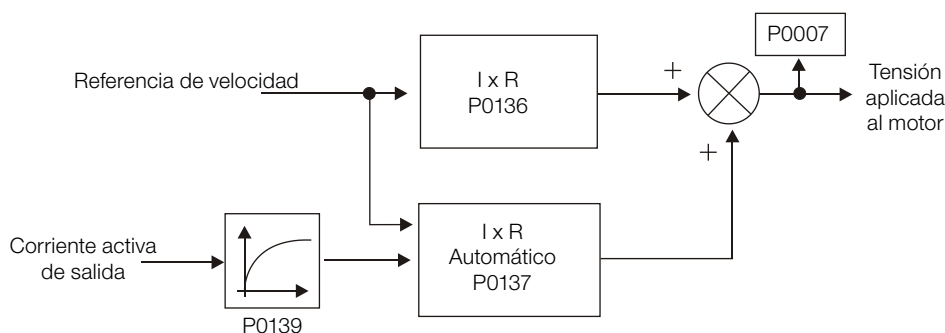 P0007
Referencia de velocidad
I x R
P0136
+
Tensión
aplicada
al motor
+
Corriente activa
de salida
P0139
I x R
Automático
P0137